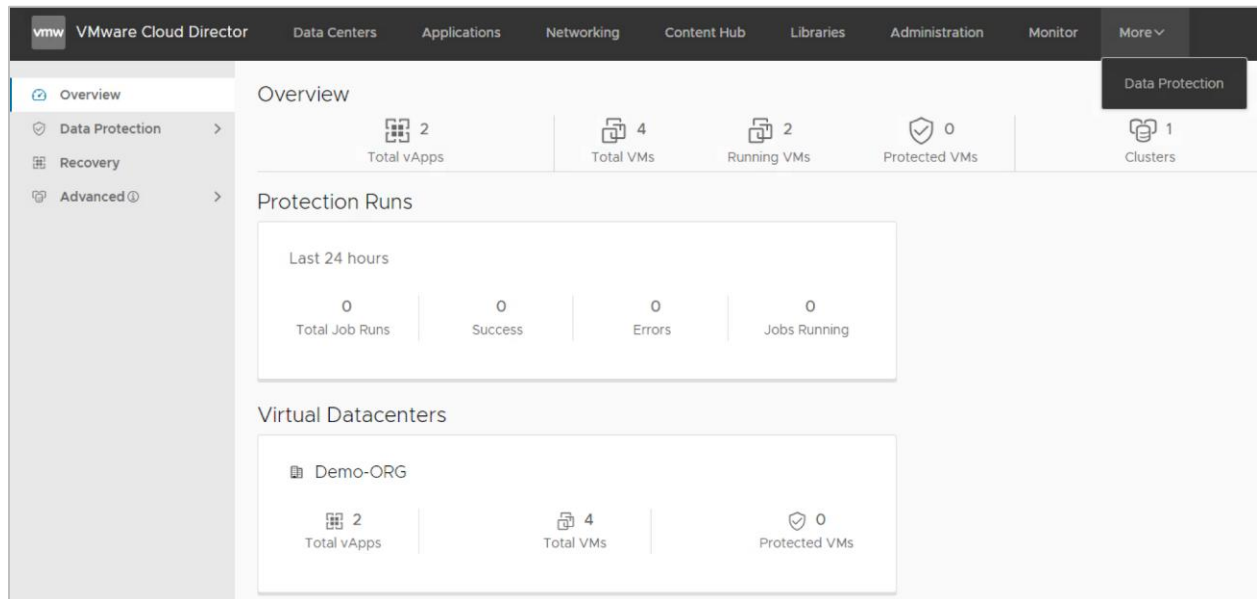 vmw VMware Cloud Director Data Centers Applications Networking Content Hub Libraries Administration Monitor More
Data Protection
Overview
Data Protection
Recovery
Advanced
Overview
2 4 2 0 1
Total vApps Total VMs Running VMs Protected VMs Clusters
Protection Runs
Last 24 hours
0 0 0 0
Total Job Runs Success Errors Jobs Running
Virtual Datacenters
Demo-ORG
2 4 0
Total vApps Total VMs Protected VMs